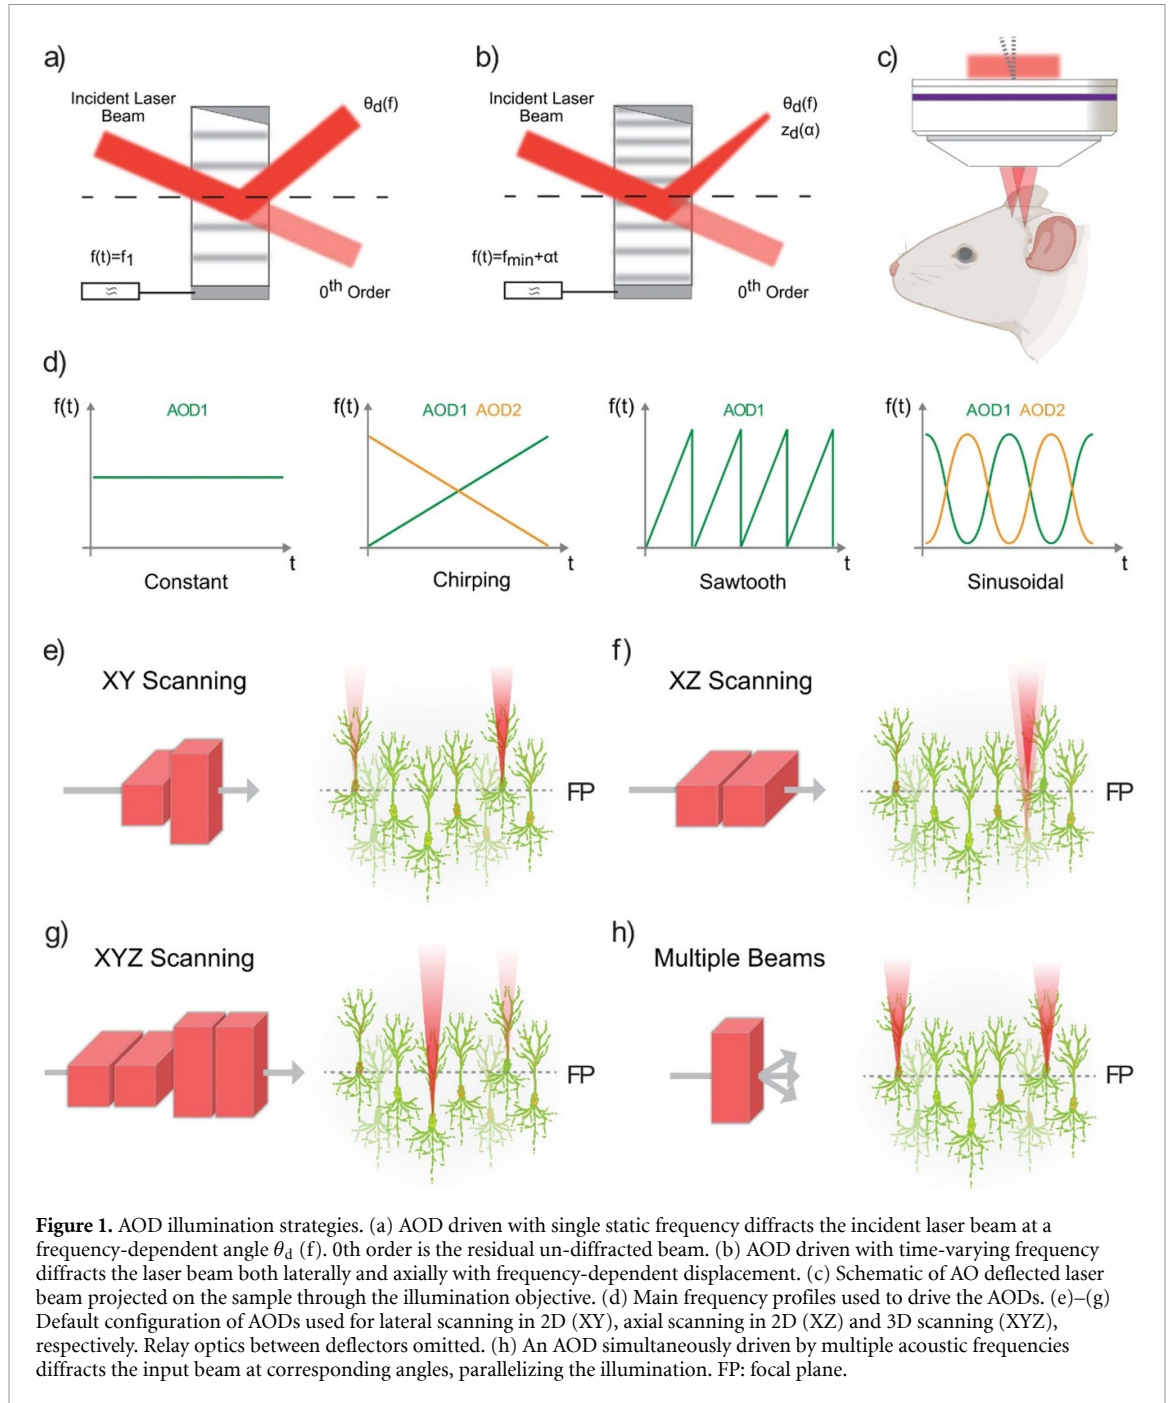 a)
Incident Laser
Beam
θd(f)
f(t)=f1
0th Order
b)
Incident Laser
Beam
θd(f)
zd(α)
f(t)=fmin+αt
0th Order
c)
d)
f(t)
AOD1
t
Constant
f(t)
AOD1 AOD2
t
Chirping
f(t)
AOD1
t
Sawtooth
f(t)
AOD1 AOD2
t
Sinusoidal
e)
XY Scanning
FP
f)
XZ Scanning
FP
g)
XYZ Scanning
FP
h)
Multiple Beams
FP
Figure 1. AOD illumination strategies. (a) AOD driven with single static frequency diffracts the incident laser beam at a
frequency-dependent angle θd (f). 0th order is the residual un-diffracted beam. (b) AOD driven with time-varying frequency
diffracts the laser beam both laterally and axially with frequency-dependent displacement. (c) Schematic of AO deflected laser
beam projected on the sample through the illumination objective. (d) Main frequency profiles used to drive the AODs. (e)–(g)
Default configuration of AODs used for lateral scanning in 2D (XY), axial scanning in 2D (XZ) and 3D scanning (XYZ),
respectively. Relay optics between deflectors omitted. (h) An AOD simultaneously driven by multiple acoustic frequencies
diffracts the input beam at corresponding angles, parallelizing the illumination. FP: focal plane.